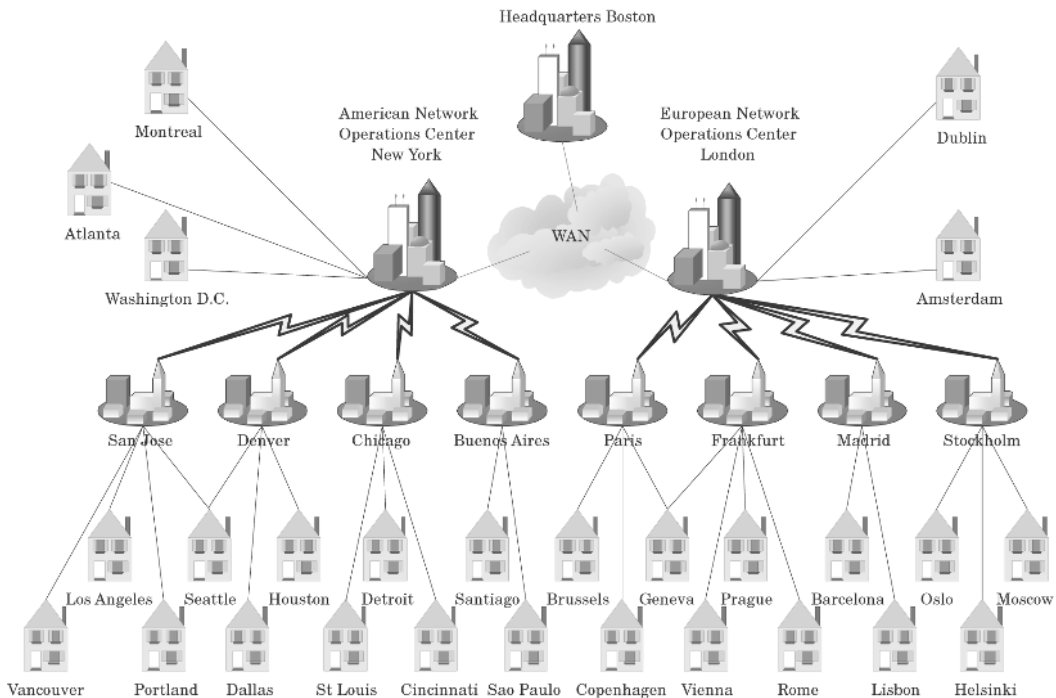 Headquarters Boston
American Network
Operations Center
New York
European Network
Operations Center
London
Montreal
Dublin
Atlanta
WAN
Washington D.C.
Amsterdam
San Jose
Denver
Chicago
Buenos Aires
Paris
Frankfurt
Madrid
Stockholm
Los Angeles
Seattle
Houston
Detroit
Santiago
Brussels
Geneva
Prague
Barcelona
Oslo
Moscow
Vancouver
Portland
Dallas
St Louis
Cincinnati
Sao Paulo
Copenhagen
Vienna
Rome
Lisbon
Helsinki